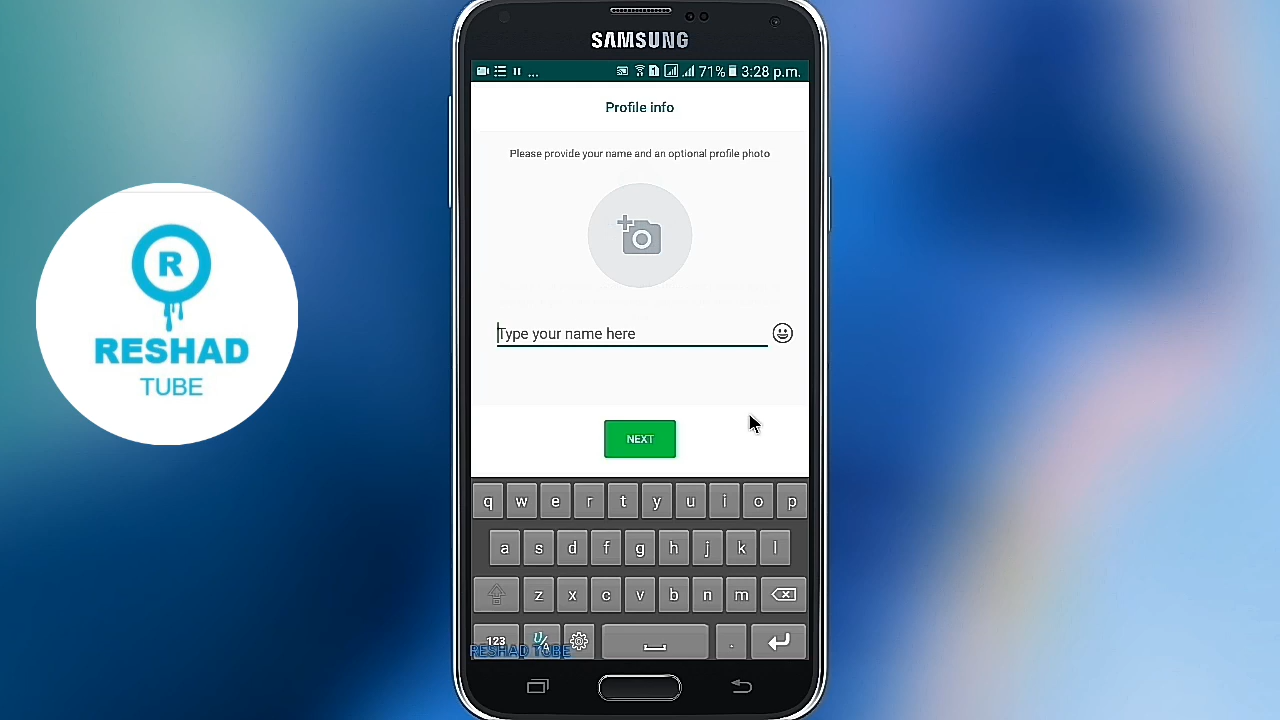 SAMSUNG
... 71% 3:28 p.m.
Profile info
Please provide your name and an optional profile photo
R
RESHAD
TUBE
Type your name here
NEXT
q w e r t y u i o p
a s d f g h j k l
z x c v b n m
123 .
RESHAD TUBE